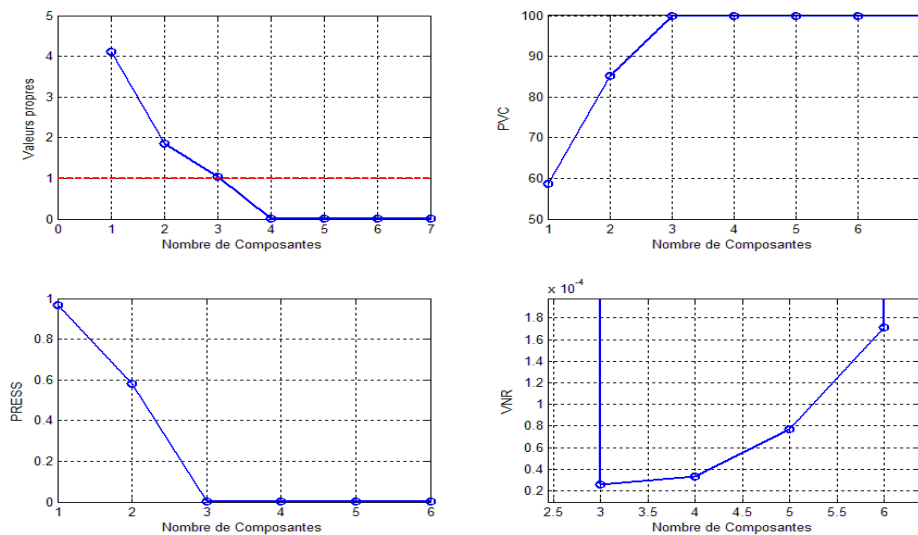 5
4
3
2
1
0
Valeurs propres
0 1 2 3 4 5 6 7
Nombre de Composantes
100
90
80
70
60
50
PVC
1 2 3 4 5 6
Nombre de Composantes
1
0.8
0.6
0.4
0.2
0
PRESS
1 2 3 4 5 6
Nombre de Composantes
× 10⁻⁴
1.8
1.6
1.4
1.2
1
0.8
0.6
0.4
0.2
VNR
2.5 3 3.5 4 4.5 5 5.5 6
Nombre de Composantes